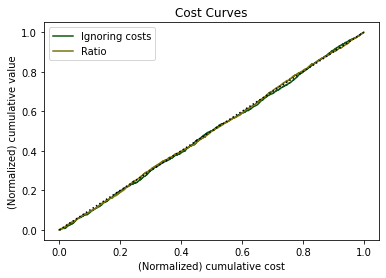 Cost Curves
Ignoring costs
Ratio
(Normalized) cumulative value
1.0
0.8
0.6
0.4
0.2
0.0
0.0 0.2 0.4 0.6 0.8 1.0
(Normalized) cumulative cost